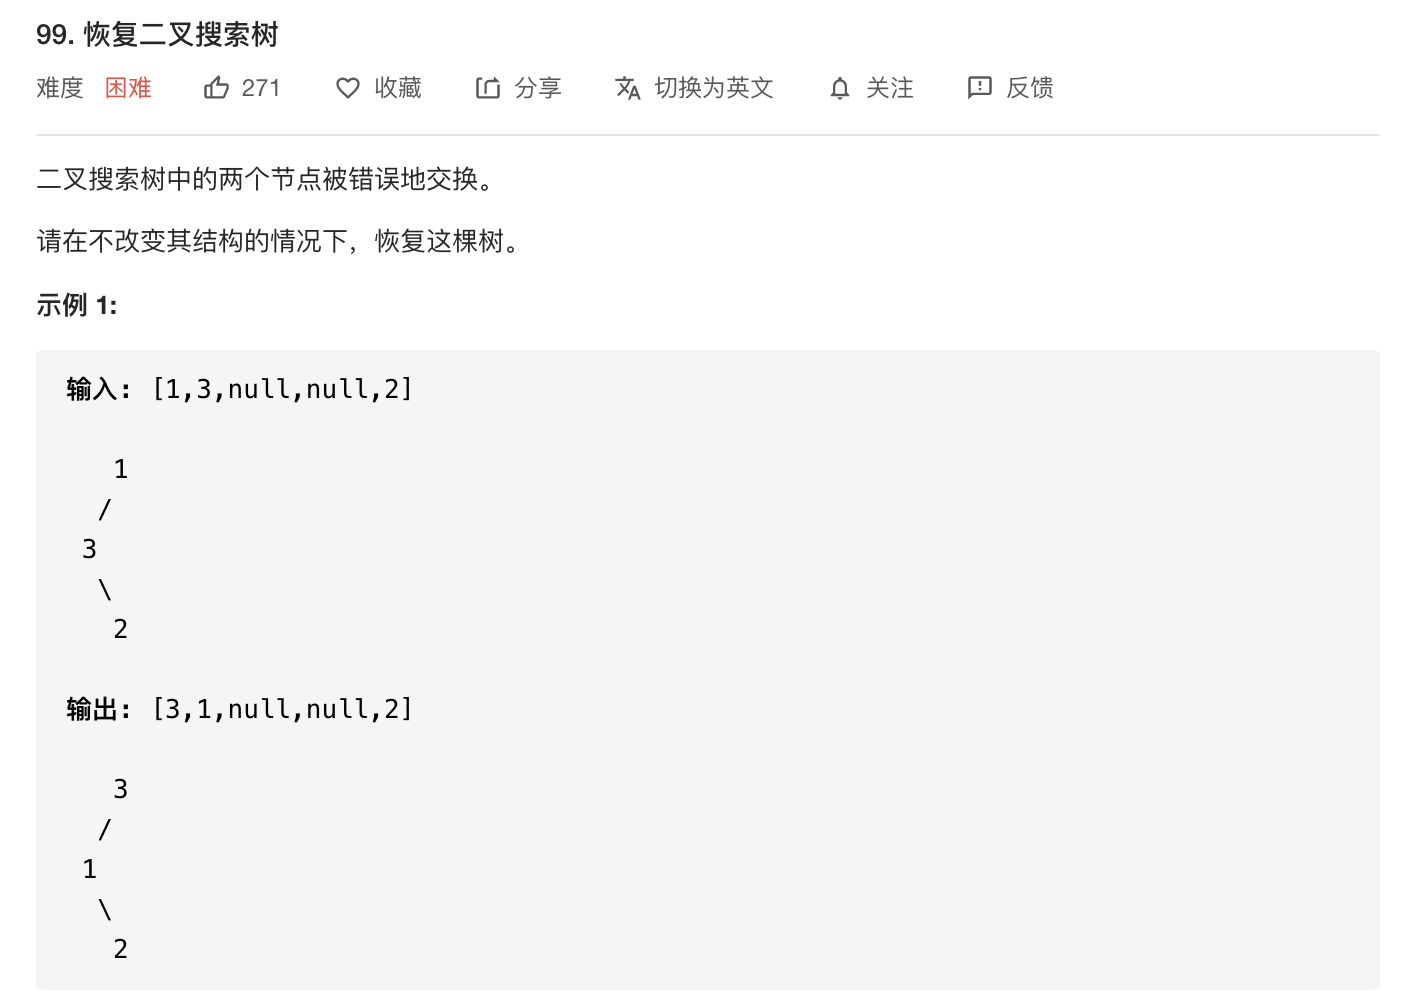 99. 恢复二叉搜索树
难度 困难 271 收藏 分享 切换为英文 关注 反馈
二叉搜索树中的两个节点被错误地交换。
请在不改变其结构的情况下，恢复这棵树。
示例 1:
输入: [1,3,null,null,2]
1
/
3
\
2
输出: [3,1,null,null,2]
3
/
1
\
2